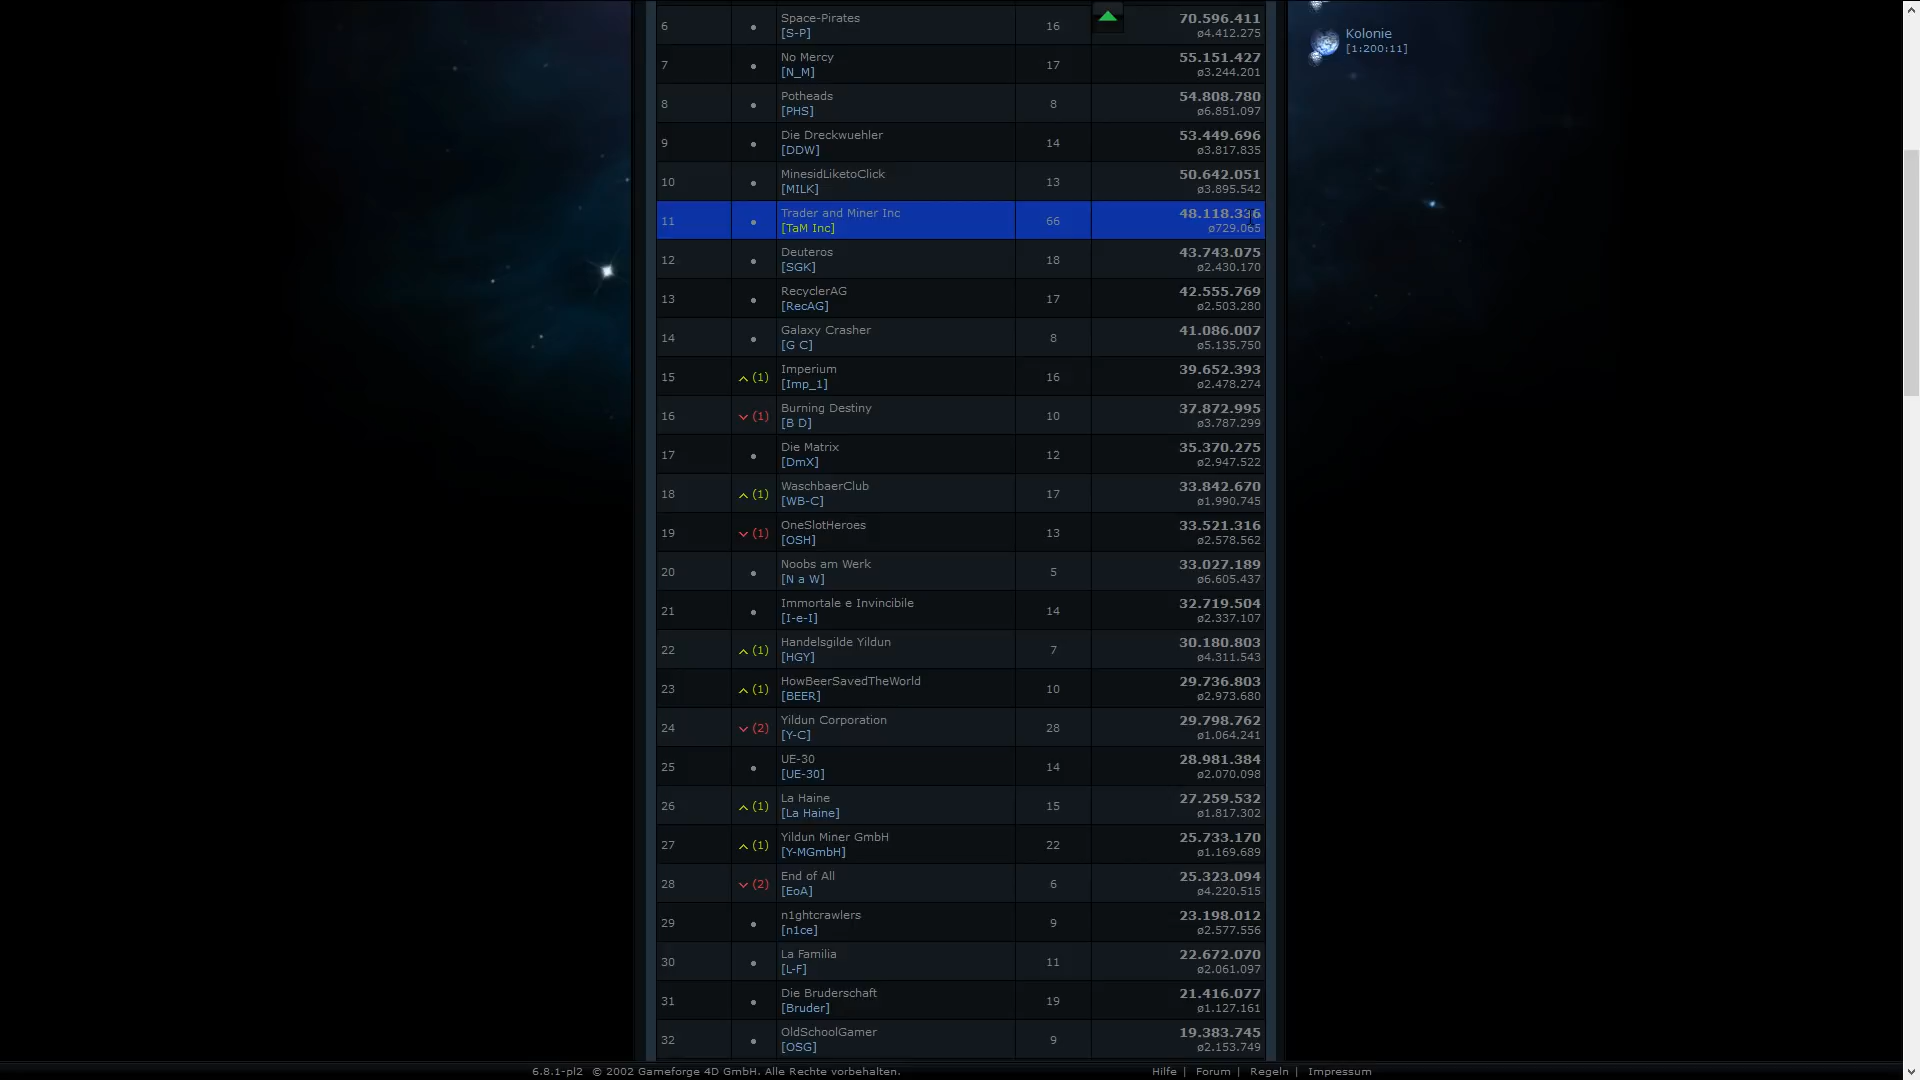 6 Space-Pirates 16 70.596.411
[S-P] ø4.412.275
7 No Mercy 17 55.151.427
[N_M] ø3.244.201
8 Potheads 8 54.808.780
[PHS] ø6.851.097
9 Die Dreckwuehler 14 53.449.696
[DDW] ø3.817.835
10 MinesidLiketoClick 13 50.642.051
[MILK] ø3.895.542
11 Trader and Miner Inc 66 48.118.336
[TaM Inc] ø729.065
12 Deuteros 18 43.743.075
[SGK] ø2.430.170
13 RecyclerAG 17 42.555.769
[RecAG] ø2.503.280
14 Galaxy Crasher 8 41.086.007
[G C] ø5.135.750
15 (1) Imperium 16 39.652.393
[Imp_1] ø2.478.274
16 (1) Burning Destiny 10 37.872.995
[B D] ø3.787.299
17 Die Matrix 12 35.370.275
[DmX] ø2.947.522
18 (1) WaschbaerClub 17 33.842.670
[WB-C] ø1.990.745
19 (1) OneSlotHeroes 13 33.521.316
[OSH] ø2.578.562
20 Noobs am Werk 5 33.027.189
[N a W] ø6.605.437
21 Immortale e Invincibile 14 32.719.504
[I-e-I] ø2.337.107
22 (1) Handelsgilde Yildun 7 30.180.803
[HGY] ø4.311.543
23 (1) HowBeerSavedTheWorld 10 29.736.803
[BEER] ø2.973.680
24 (2) Yildun Corporation 28 29.798.762
[Y-C] ø1.064.241
25 UE-30 14 28.981.384
[UE-30] ø2.070.098
26 (1) La Haine 15 27.259.532
[La Haine] ø1.817.302
27 (1) Yildun Miner GmbH 22 25.733.170
[Y-MGmbH] ø1.169.689
28 (2) End of All 6 25.323.094
[EoA] ø4.220.515
29 n1ghtcrawlers 9 23.198.012
[n1ce] ø2.577.556
30 La Familia 11 22.672.070
[L-F] ø2.061.097
31 Die Bruderschaft 19 21.416.077
[Bruder] ø1.127.161
32 OldSchoolGamer 9 19.383.745
[OSG] ø2.153.749
Kolonie
[1:200:11]
6.8.1-pl2 © 2002 Gameforge 4D GmbH. Alle Rechte vorbehalten. Hilfe | Forum | Regeln | Impressum